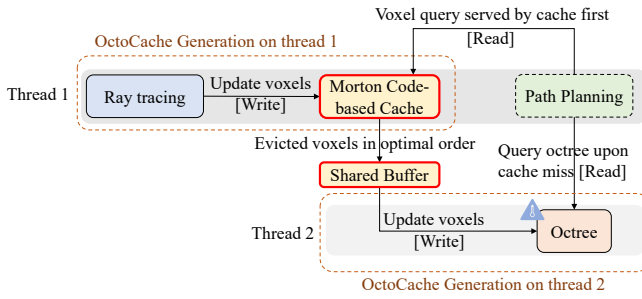 Voxel query served by cache first
[Read]
OctoCache Generation on thread 1
Thread 1
Ray tracing
Update voxels
[Write]
Morton Code-
based Cache
Path Planning
Evicted voxels in optimal order
Query octree upon
cache miss [Read]
Shared Buffer
Thread 2
Update voxels
[Write]
Octree
OctoCache Generation on thread 2